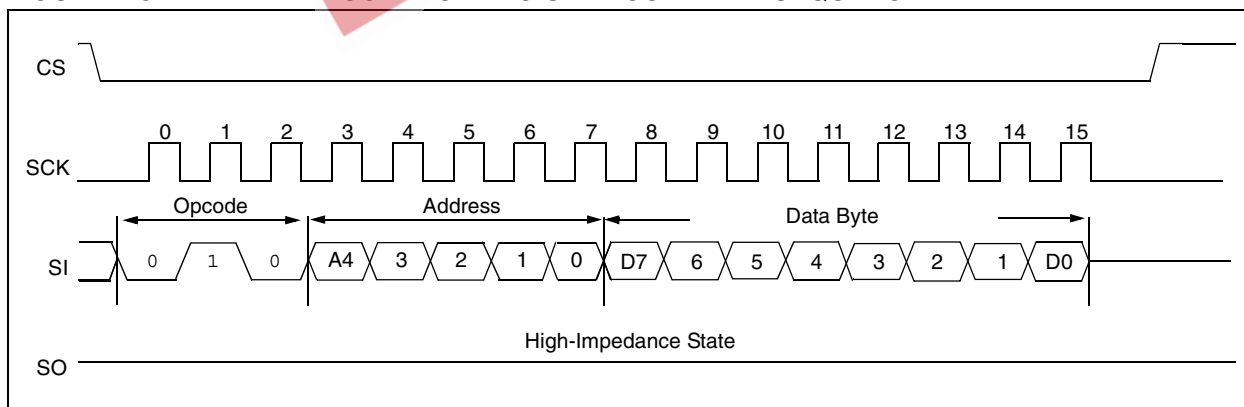 CS
0 1 2 3 4 5 6 7 8 9 10 11 12 13 14 15
SCK
Opcode Address Data Byte
SI 0 1 0 A4 3 2 1 0 D7 6 5 4 3 2 1 D0
High-Impedance State
SO